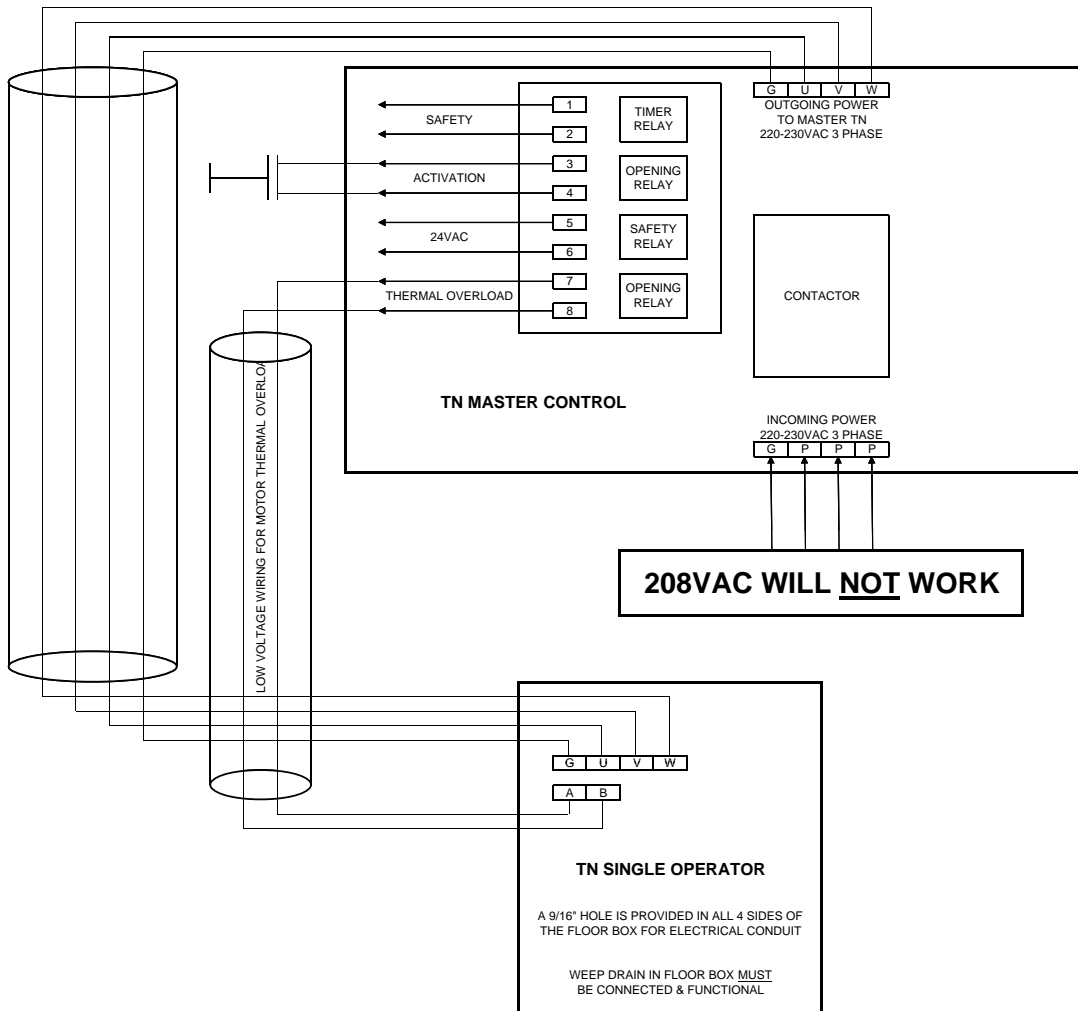 G U V W
OUTGOING POWER
TO MASTER TN
220-230VAC 3 PHASE
1
SAFETY
2
TIMER
RELAY
3
ACTIVATION
4
OPENING
RELAY
5
24VAC
6
SAFETY
RELAY
7
THERMAL OVERLOAD
8
OPENING
RELAY
CONTACTOR
TN MASTER CONTROL
INCOMING POWER
220-230VAC 3 PHASE
G P P P
208VAC WILL NOT WORK
LOW VOLTAGE WIRING FOR MOTOR THERMAL OVERLOA
G U V W
A B
TN SINGLE OPERATOR
A 9/16" HOLE IS PROVIDED IN ALL 4 SIDES OF
THE FLOOR BOX FOR ELECTRICAL CONDUIT
WEEP DRAIN IN FLOOR BOX MUST
BE CONNECTED & FUNCTIONAL